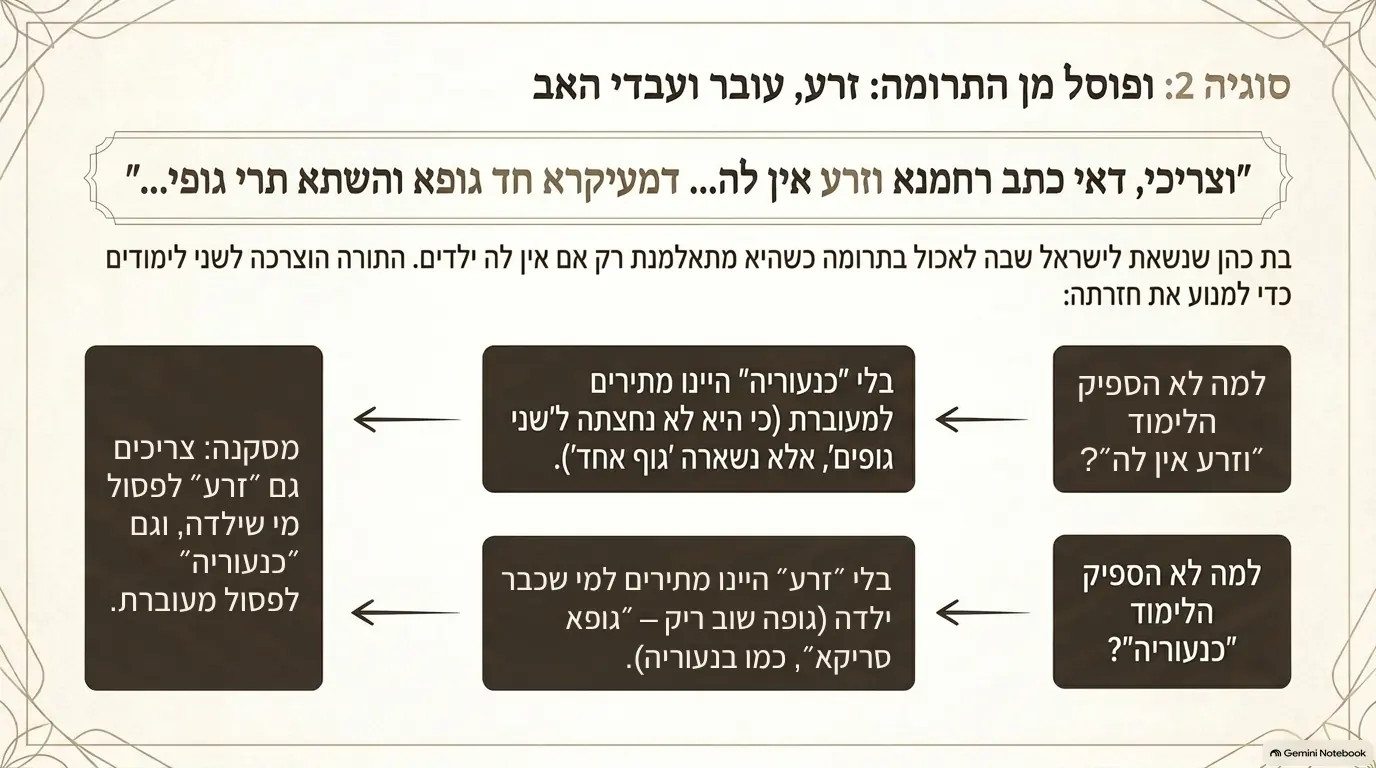 סוגיה 2: ופוסל מן התרומה: זרע, עובר ועבדי האב
"וצריכי, דאי כתב רחמנא וזרע אין לה... דמעיקרא חד גופא והשתא תרי גופי..."
בת כהן שנשאת לישראל שבה לאכול בתרומה כשהיא מתאלמנת רק אם אין לה ילדים. התורה הוצרכה לשני לימודים
כדי למנוע את חזרתה:
למה לא הספיק
הלימוד
"וזרע אין לה"?
בלי "כנעוריה" היינו מתירים
למעוברת (כי היא לא נחצתה ל'שני
גופים', אלא נשארה 'גוף אחד').
למה לא הספיק
הלימוד
"כנעוריה"?
בלי "זרע" היינו מתירים למי שכבר
ילדה (גופה שוב ריק – "גופא
סריקא", כמו בנעוריה).
מסקנה: צריכים
גם "זרע" לפסול
מי שילדה, וגם
"כנעוריה"
לפסול מעוברת.
Gemini Notebook